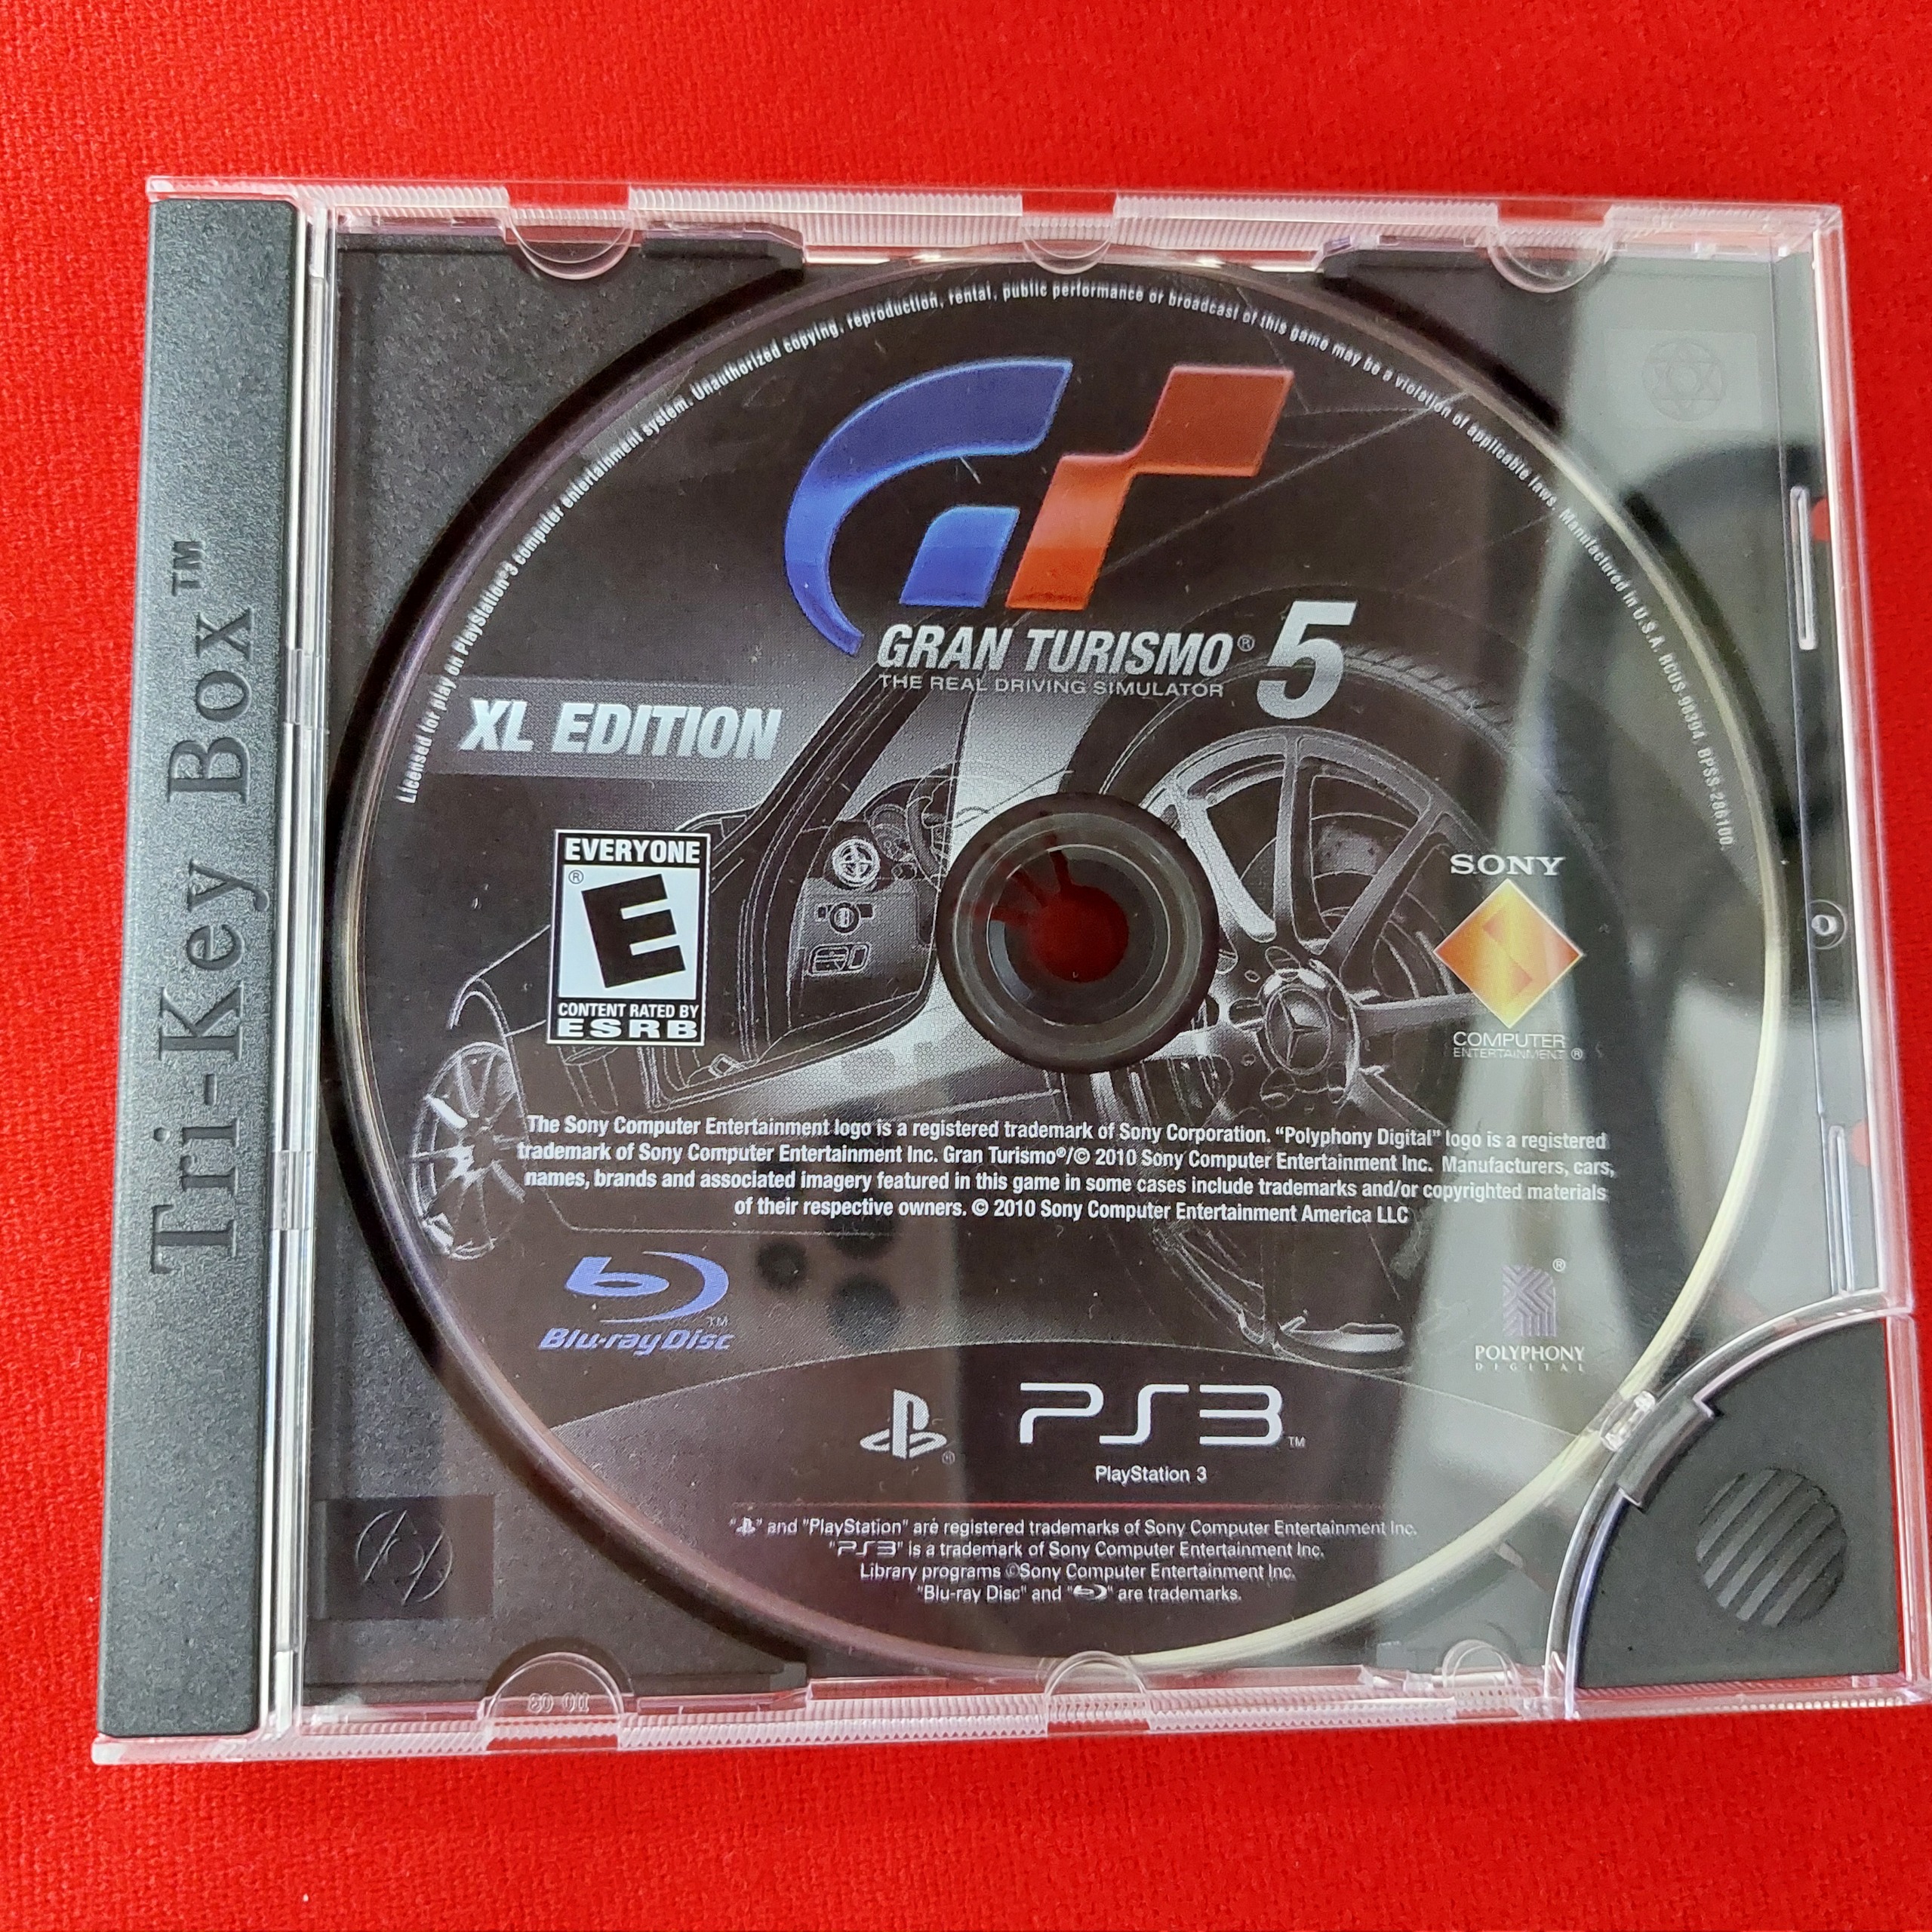 Tri-Key Box™
Licensed for play on PlayStation®3 computer entertainment system. Unauthorized copying, reproduction, rental, public performance or broadcast of this game may be a violation of applicable laws. Manufactured in U.S.A. BCUS-98394 BPSS-286100
GRAN TURISMO® 5
THE REAL DRIVING SIMULATOR
XL EDITION
EVERYONE
®
E
CONTENT RATED BY
ESRB
SONY
COMPUTER
ENTERTAINMENT ®
The Sony Computer Entertainment logo is a registered trademark of Sony Corporation. “Polyphony Digital” logo is a registered
trademark of Sony Computer Entertainment Inc. Gran Turismo®/© 2010 Sony Computer Entertainment Inc. Manufacturers, cars,
names, brands and associated imagery featured in this game in some cases include trademarks and/or copyrighted materials
of their respective owners. © 2010 Sony Computer Entertainment America LLC
Blu-ray Disc™
®
POLYPHONY
DIGITAL
PS3™
PlayStation 3
"PS" and "PlayStation" are registered trademarks of Sony Computer Entertainment Inc.
"PS3" is a trademark of Sony Computer Entertainment Inc.
Library programs ©Sony Computer Entertainment Inc.
"Blu-ray Disc" and "" are trademarks.